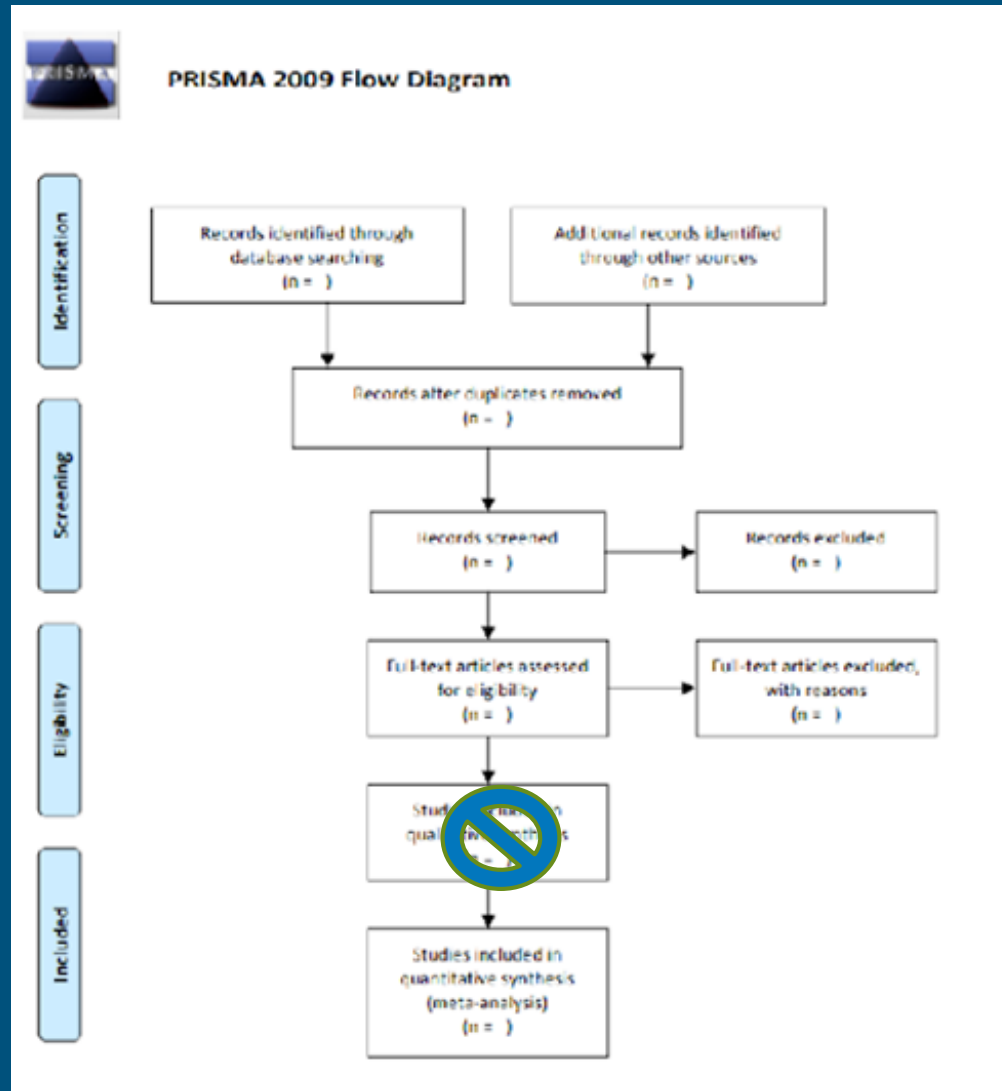 PRISMA
PRISMA 2009 Flow Diagram
Identification
Records identified through
database searching
(n =   )
Additional records identified
through other sources
(n =   )
Records after duplicates removed
(n =   )
Screening
Records screened
(n =   )
Records excluded
(n =   )
Eligibility
Full-text articles assessed
for eligibility
(n =   )
Full-text articles excluded,
with reasons
(n =   )
Included
Studies included in
quantitative synthesis
(meta-analysis)
(n =   )